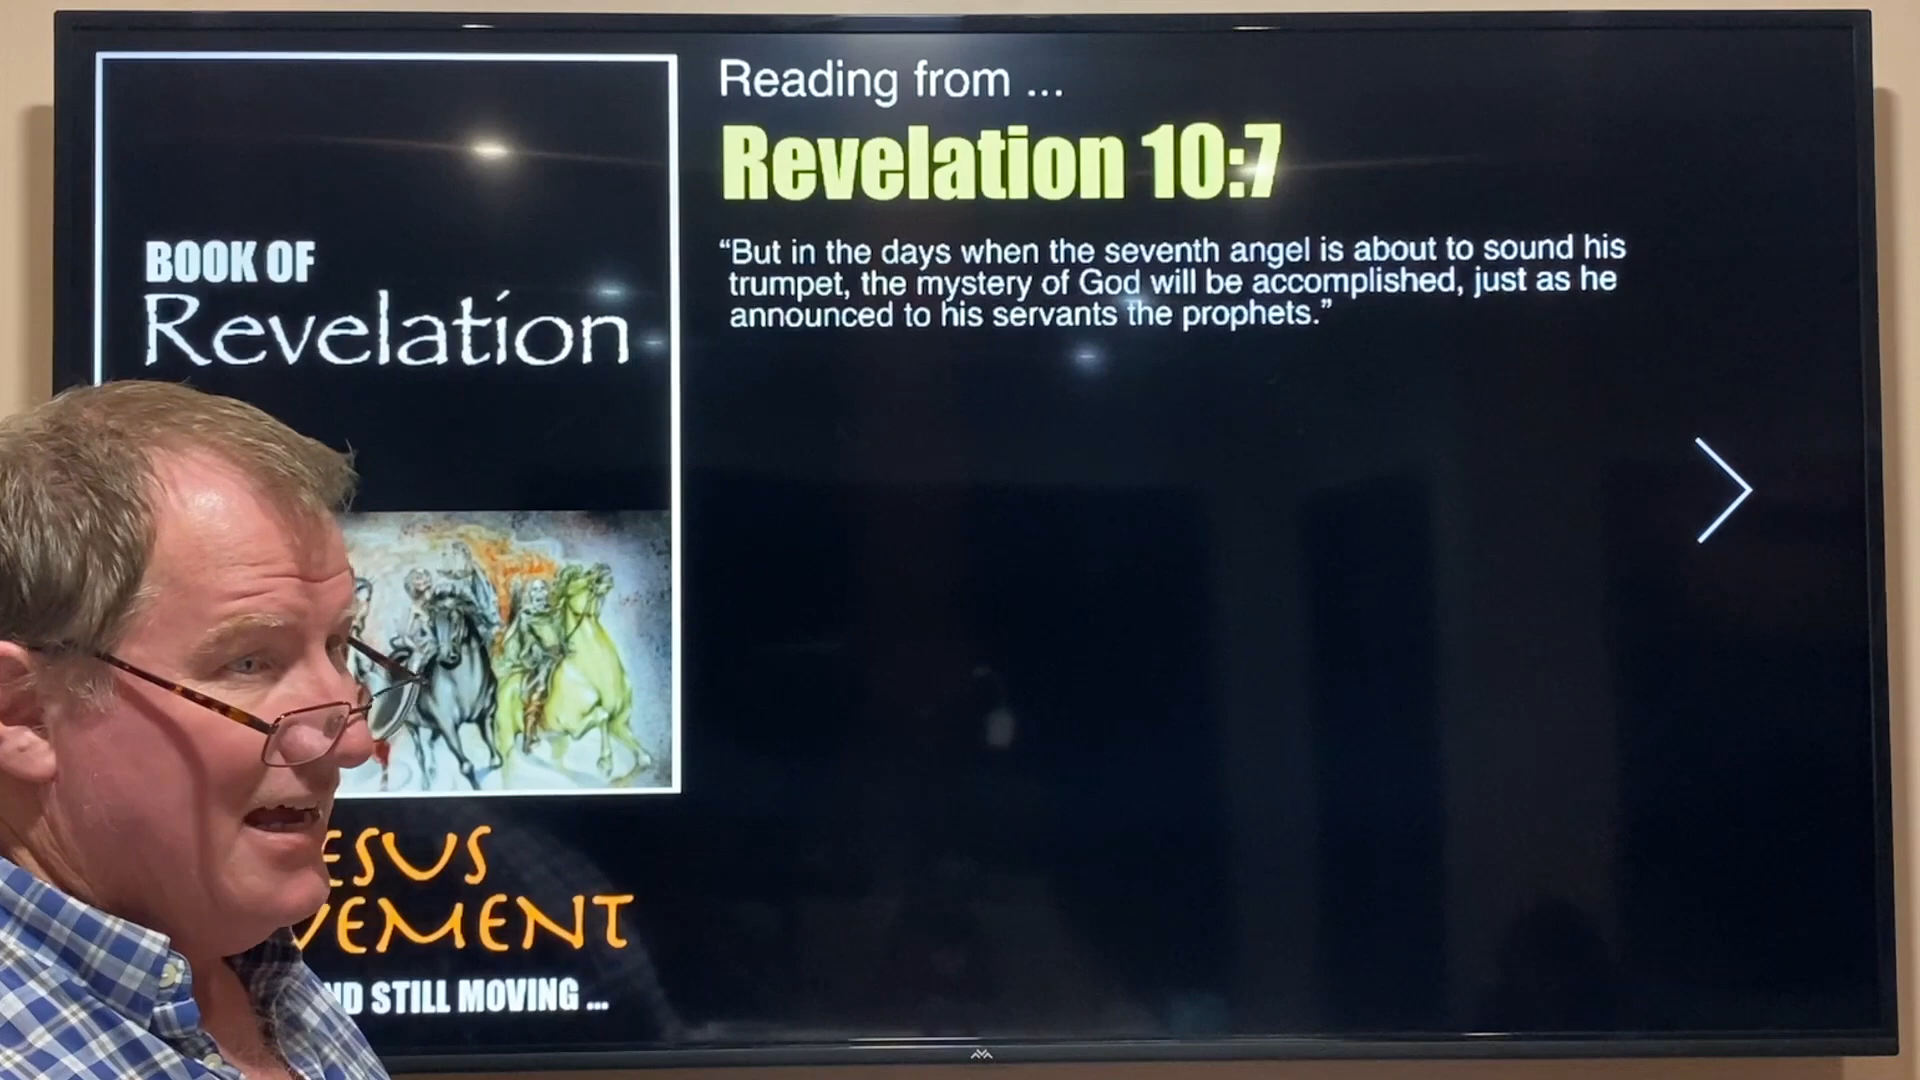 Reading from ...
Revelation 10:7
“But in the days when the seventh angel is about to sound his
trumpet, the mystery of God will be accomplished, just as he
announced to his servants the prophets.”
BOOK OF
Revelation
ESUS
VEMENT
ND STILL MOVING ...